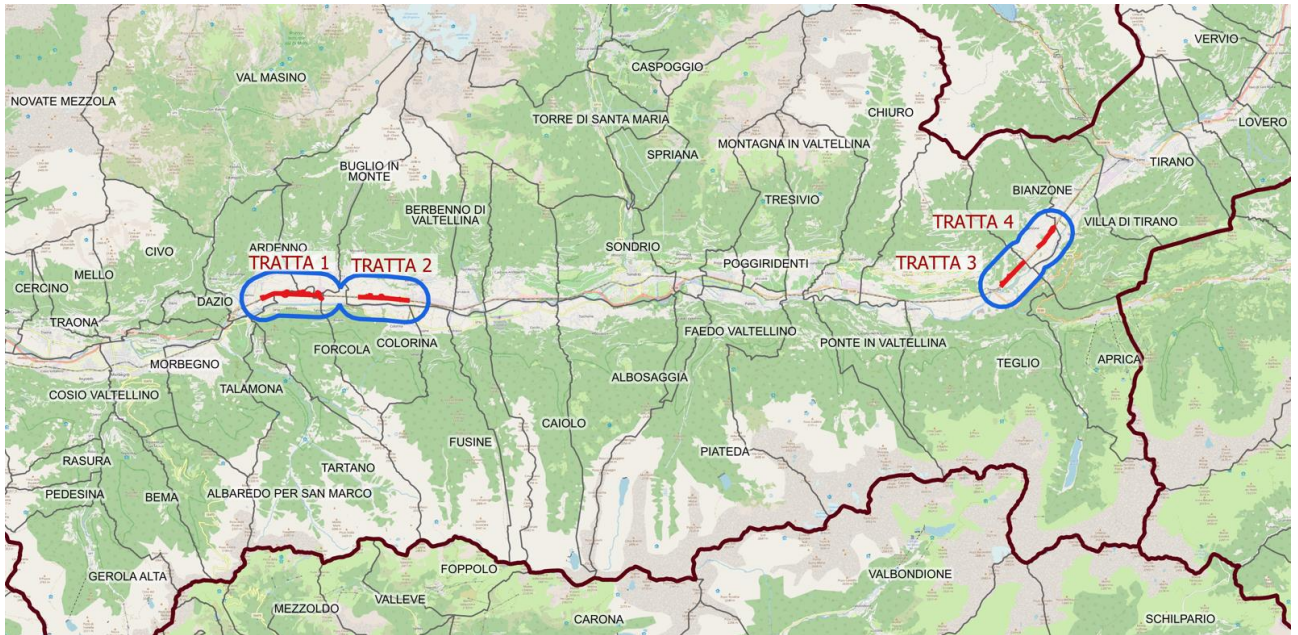 VERVIO
CASPOGGIO
VAL MASINO
NOVATE MEZZOLA
CHIURO
TORRE DI SANTA MARIA
LOVERO
MONTAGNA IN VALTELLINA
SPRIANA
TIRANO
BUGLIO IN
MONTE
BIANZONE
TRESIVIO
BERBENNO DI
VALTELLINA
TRATTA 4
VILLA DI TIRANO
CIVO
ARDENNO
SONDRIO
TRATTA 1
TRATTA 2
TRATTA 3
POGGIRIDENTI
MELLO
CERCINO
DAZIO
TRAONA
FAEDO VALTELLINO
COLORINA
PONTE IN VALTELLINA
FORCOLA
APRICA
MORBEGNO
TEGLIO
ALBOSAGGIA
TALAMONA
COSIO VALTELLINO
CAIOLO
FUSINE
PIATEDA
RASURA
TARTANO
PEDESINA
BEMA
ALBAREDO PER SAN MARCO
FOPPOLO
GEROLA ALTA
VALBONDIONE
VALLEVE
MEZZOLDO
CARONA
SCHILPARIO